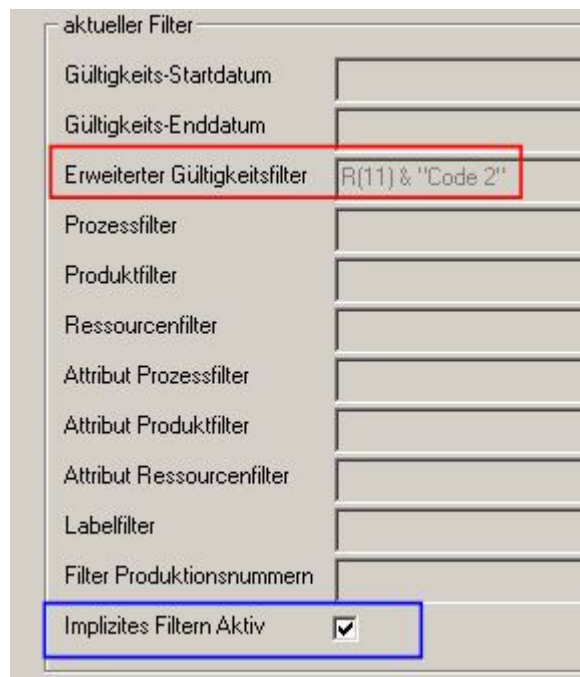 aktueller Filter
Gültigkeits-Startdatum
Gültigkeits-Enddatum
Erweiterter Gültigkeitsfilter R(11) & "Code 2"
Prozessfilter
Produktfilter
Ressourcenfilter
Attribut Prozessfilter
Attribut Produktfilter
Attribut Ressourcenfilter
Labelfilter
Filter Produktionsnummern
Implizites Filtern Aktiv